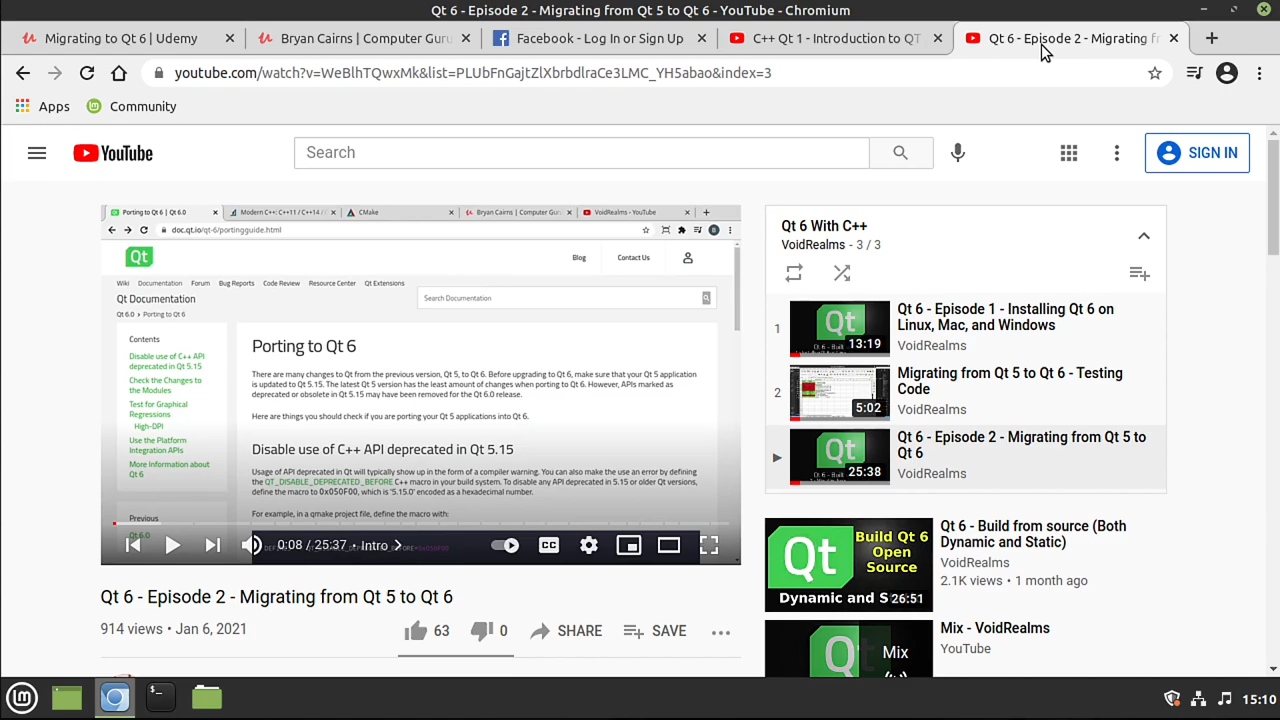 Qt 6 - Episode 2 - Migrating from Qt 5 to Qt 6 - YouTube - Chromium
Migrating to Qt 6 | Udemy
Bryan Cairns | Computer Guru
Facebook - Log In or Sign Up
C++ Qt 1 - Introduction to QT
Qt 6 - Episode 2 - Migrating fr
youtube.com/watch?v=WeBlhTQwxMk&list=PLUbFnGajtZlXbrbdlraCe3LMC_YH5abao&index=3
Apps
Community
YouTube
Search
SIGN IN
Porting to Qt 6 | Qt 6.0
Modern C++: C++11 / C++14 /
CMake
Bryan Cairns | Computer Gur
VoidRealms - YouTube
doc.qt.io/qt-6/portingguide.html
Qt
Blog
Contact Us
Wiki
Documentation
Forum
Bug Reports
Code Review
Resource Center
Qt Extensions
Qt Documentation
Search Documentation
Qt 6.0 › Porting to Qt 6
Contents
Disable use of C++ API
deprecated in Qt 5.15
Check the Changes to
the Modules
Test for Graphical
Regressions
High-DPI
Use the Platform
Integration APIs
More Information about
Qt 6
Previous
Qt 6.0
Porting to Qt 6
There are many changes to Qt from the previous version, Qt 5, to Qt 6. Before upgrading to Qt 6, make sure that your Qt 5 application
is updated to Qt 5.15. The latest Qt 5 version has the least amount of changes when porting to Qt 6. However, APIs marked as
deprecated or obsolete in 5.15 may have been removed for the Qt 6.0 release.
Here are things you should check if you are porting your Qt 5 applications into Qt 6.
Disable use of C++ API deprecated in Qt 5.15
Usage of API deprecated in Qt will typically show up in the form of a compiler warning. You can also make the use an error by defining
the QT_DISABLE_DEPRECATED_BEFORE C++ macro in your build system. To disable any API deprecated in 5.15 or older Qt versions,
define the macro to 0x050F00, which is '5.15.0' encoded as a hexadecimal number.
For example, in a qmake project file, define the macro with:
0:08 / 25:37 • Intro
CC
Qt 6 - Episode 2 - Migrating from Qt 5 to Qt 6
914 views • Jan 6, 2021
63
0
SHARE
SAVE
Qt 6 With C++
VoidRealms - 3 / 3
1
Qt
13:19
Qt 6 - Episode 1 - Installing Qt 6 on
Linux, Mac, and Windows
VoidRealms
2
5:02
Migrating from Qt 5 to Qt 6 - Testing
Code
VoidRealms
Qt
25:38
Qt 6 - Episode 2 - Migrating from Qt 5 to
Qt 6
VoidRealms
Qt
Build Qt 6
Open
Source
Dynamic and S
26:51
Qt 6 - Build from source (Both
Dynamic and Static)
VoidRealms
2.1K views • 1 month ago
Mix
Mix - VoidRealms
YouTube
15:10